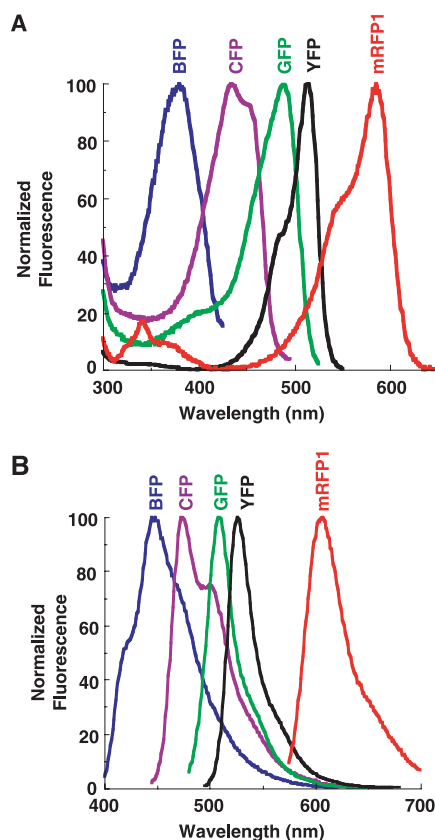 A
BFP
CFP
GFP
YFP
mRFP1
100
80
60
40
20
0
Normalized
Fluorescence
300
400
500
600
Wavelength (nm)
B
BFP
CFP
GFP
YFP
mRFP1
100
80
60
40
20
0
Normalized
Fluorescence
400
500
600
700
Wavelength (nm)